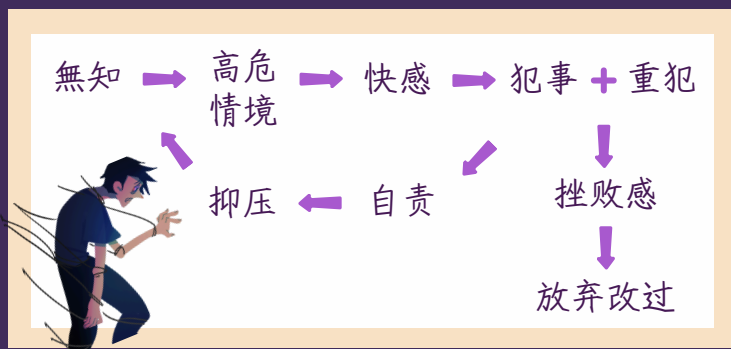 無知
高危
情境
快感
犯事 + 重犯
抑压
自责
挫败感
放弃改过